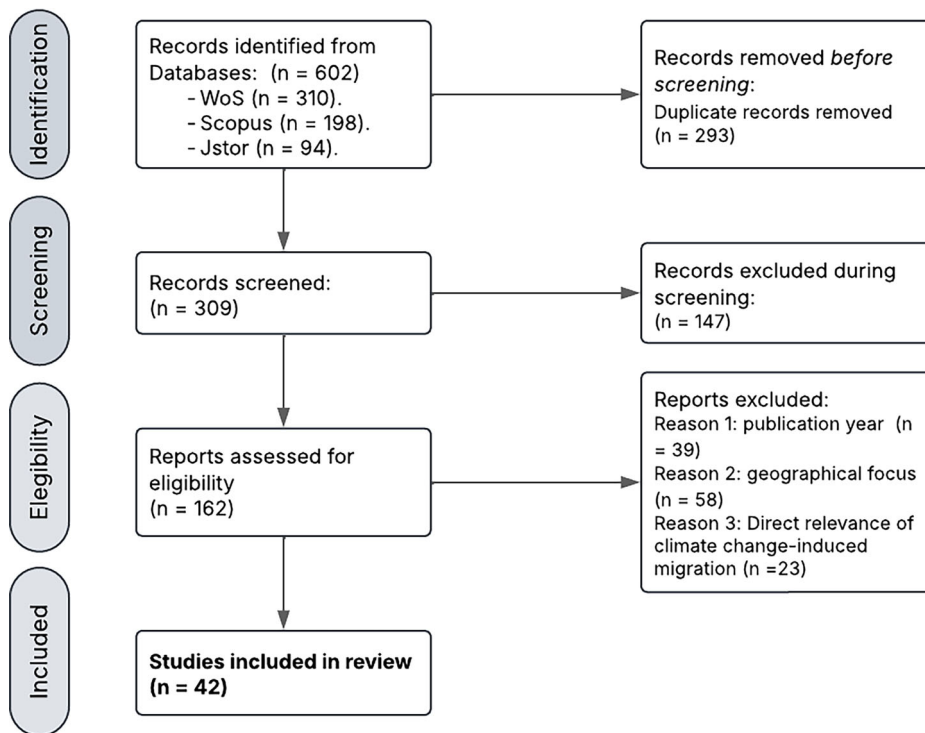 Identification
Records identified from
Databases:  (n = 602)
- WoS (n = 310).
- Scopus (n = 198).
- Jstor (n = 94).
Records removed before
screening:
Duplicate records removed
(n = 293)
Screening
Records screened:
(n = 309)
Records excluded during
screening:
(n = 147)
Elegibility
Reports assessed for
eligibility
(n = 162)
Reports excluded:
Reason 1: publication year  (n
= 39)
Reason 2: geographical focus
(n = 58)
Reason 3: Direct relevance of
climate change-induced
migration (n =23)
Included
Studies included in review
(n = 42)